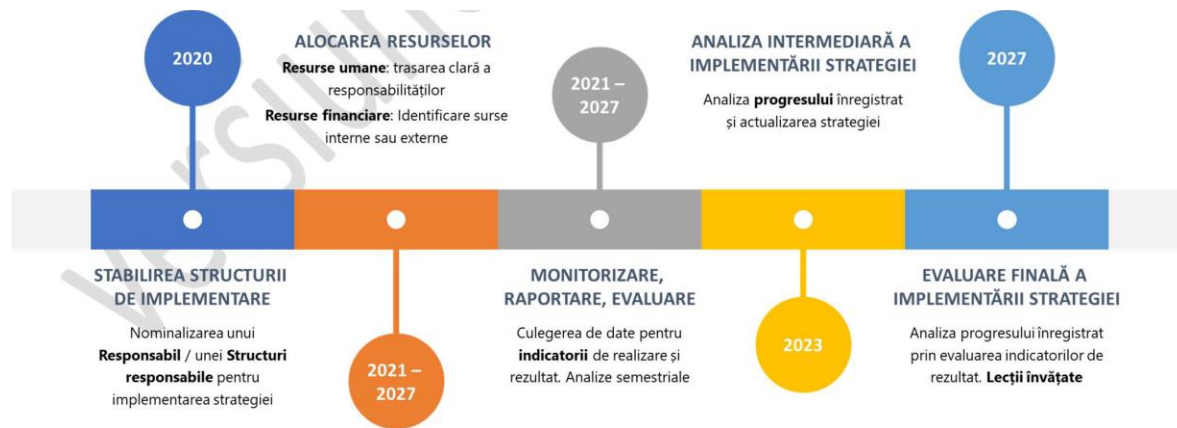 2020
STABILIREA STRUCTURII
DE IMPLEMENTARE
Nominalizarea unui
Responsabil / unei Structuri
responsabile pentru
implementarea strategiei
ALOCAREA RESURSELOR
Resurse umane: trasarea clară a
responsabilităților
Resurse financiare: Identificare surse
interne sau externe
2021 –
2027
2021 –
2027
MONITORIZARE,
RAPORTARE, EVALUARE
Culegerea de date pentru
indicatorii de realizare și
rezultat. Analize semestriale
ANALIZA INTERMEDIARĂ A
IMPLEMENTĂRII STRATEGIEI
Analiza progresului înregistrat
și actualizarea strategiei
2023
2027
EVALUARE FINALĂ A
IMPLEMENTĂRII STRATEGIEI
Analiza progresului înregistrat
prin evaluarea indicatorilor de
rezultat. Lecții învățate